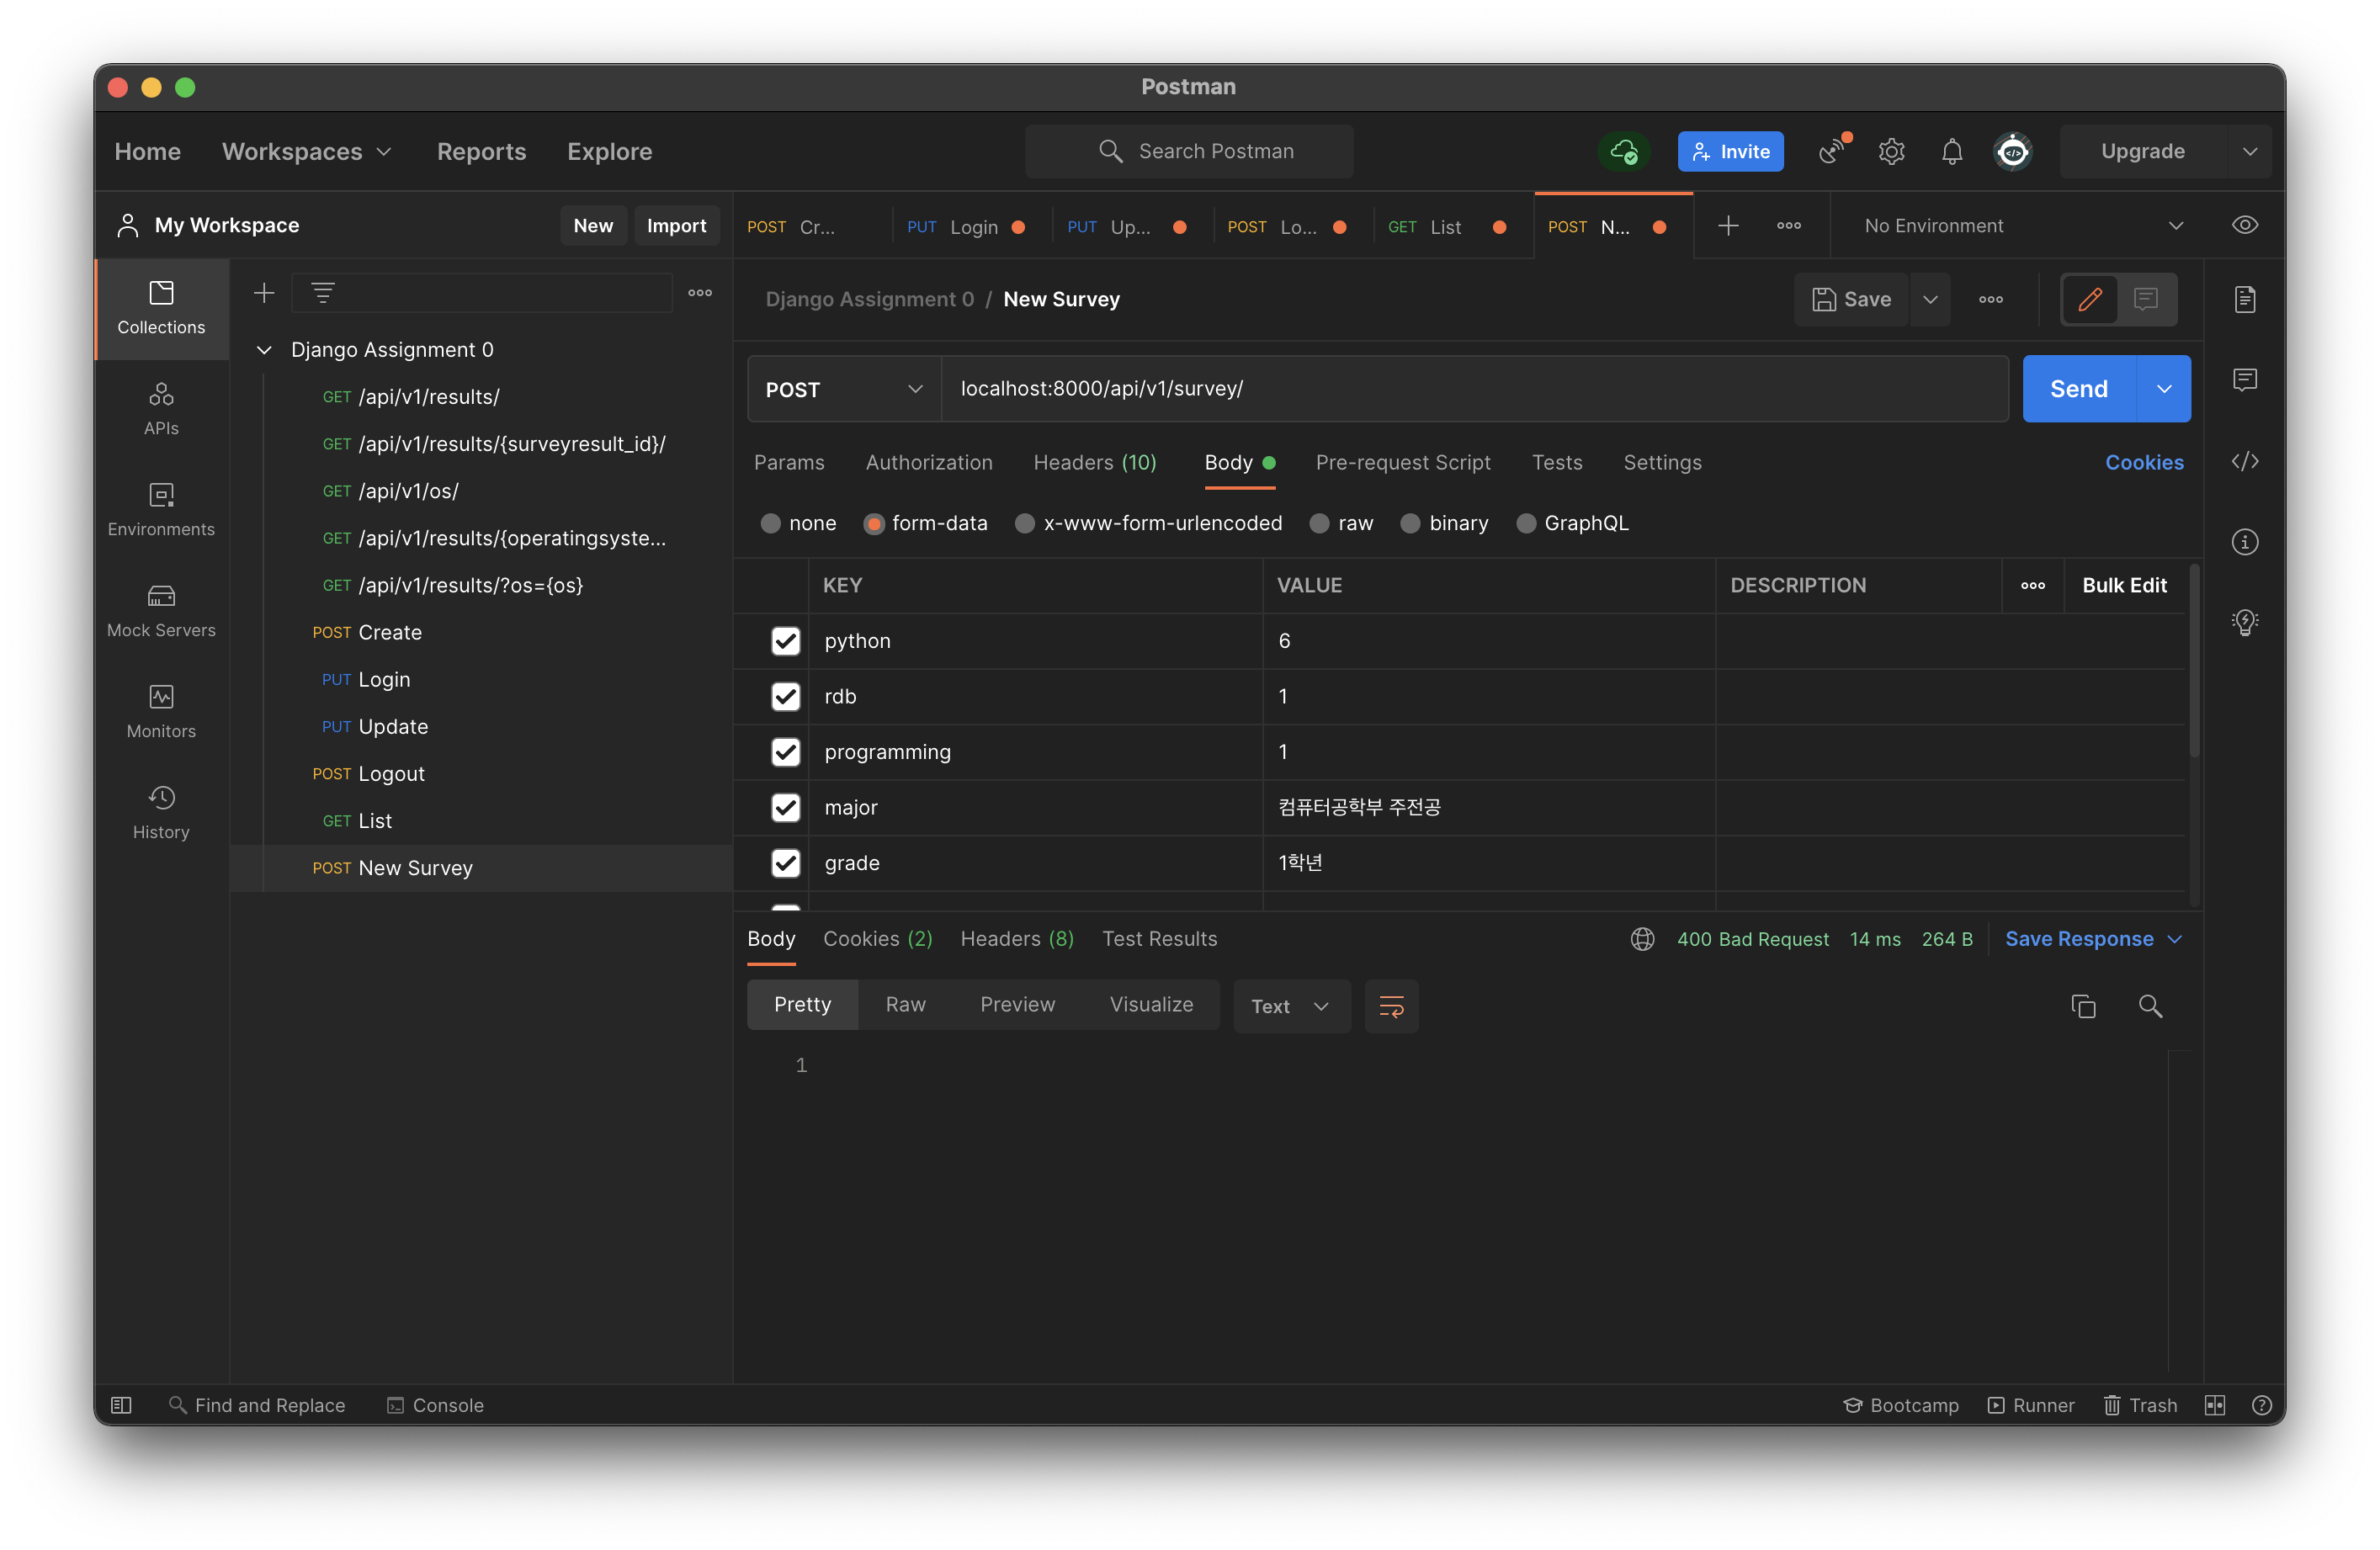 Postman
Home Workspaces Reports Explore Search Postman Invite Upgrade
My Workspace New Import
POST Cr... PUT Login PUT Up... POST Lo... GET List POST N... No Environment
Collections
APIs
Environments
Mock Servers
Monitors
History
Django Assignment 0
GET /api/v1/results/
GET /api/v1/results/{surveyresult_id}/
GET /api/v1/os/
GET /api/v1/results/{operatingsyste...
GET /api/v1/results/?os={os}
POST Create
PUT Login
PUT Update
POST Logout
GET List
POST New Survey
Django Assignment 0 / New Survey Save
POST localhost:8000/api/v1/survey/ Send
Params Authorization Headers (10) Body Pre-request Script Tests Settings Cookies
none form-data x-www-form-urlencoded raw binary GraphQL
KEY VALUE DESCRIPTION Bulk Edit
python 6
rdb 1
programming 1
major 컴퓨터공학부 주전공
grade 1학년
Body Cookies (2) Headers (8) Test Results 400 Bad Request 14 ms 264 B Save Response
Pretty Raw Preview Visualize Text
1
Find and Replace Console Bootcamp Runner Trash